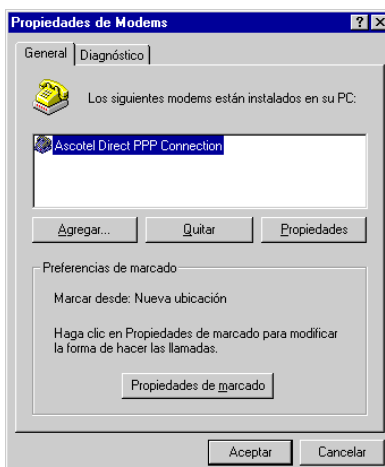 Propiedades de Modems
General
Diagnóstico
Los siguientes modems están instalados en su PC:
Ascotel Direct PPP Connection
Agregar...
Quitar
Propiedades
Preferencias de marcado
Marcar desde: Nueva ubicación
Haga clic en Propiedades de marcado para modificar
la forma de hacer las llamadas.
Propiedades de marcado
Aceptar
Cancelar